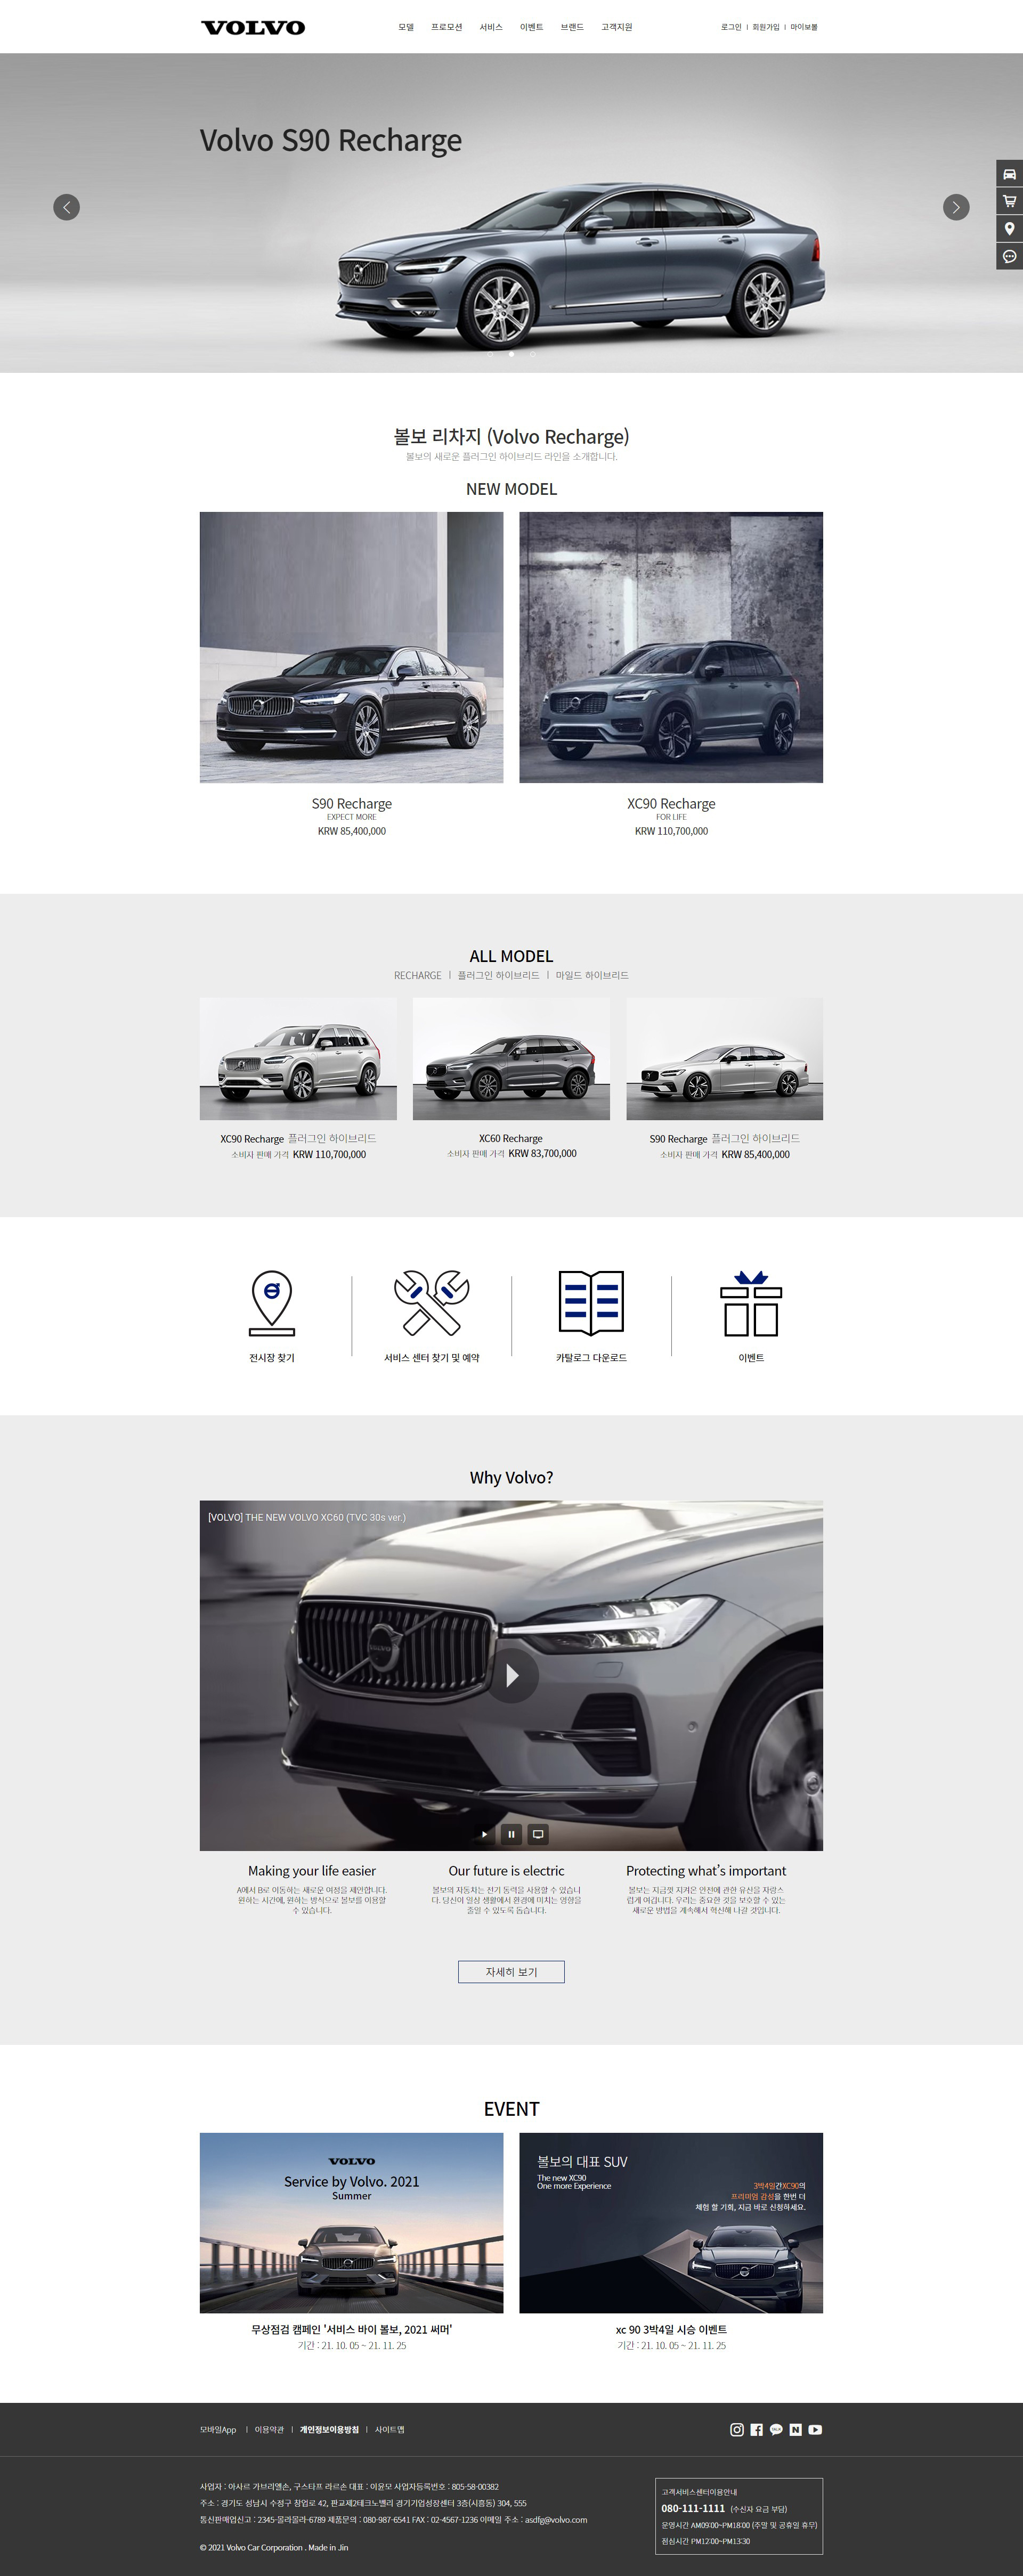 VOLVO
모델 프로모션 서비스 이벤트 브랜드 고객지원
로그인 | 회원가입 | 마이보볼
Volvo S90 Recharge
볼보 리차지 (Volvo Recharge)
볼보의 새로운 플러그인 하이브리드 라인을 소개합니다.
NEW MODEL
S90 Recharge
EXPECT MORE
KRW 85,400,000
XC90 Recharge
FOR LIFE
KRW 110,700,000
ALL MODEL
RECHARGE | 플러그인 하이브리드 | 마일드 하이브리드
XC90 Recharge 플러그인 하이브리드
소비자 판매 가격 KRW 110,700,000
XC60 Recharge
소비자 판매 가격 KRW 83,700,000
S90 Recharge 플러그인 하이브리드
소비자 판매 가격 KRW 85,400,000
전시장 찾기
서비스 센터 찾기 및 예약
카탈로그 다운로드
이벤트
Why Volvo?
[VOLVO] THE NEW VOLVO XC60 (TVC 30s ver.)
Making your life easier
A에서 B로 이동하는 새로운 여정을 제안합니다.
원하는 시간에, 원하는 방식으로 볼보를 이용할
수 있습니다.
Our future is electric
볼보의 자동차는 전기 동력을 사용할 수 있습니
다. 당신이 일상 생활에서 환경에 미치는 영향을
줄일 수 있도록 돕습니다.
Protecting what's important
볼보는 지금껏 지켜온 안전에 관한 유산을 자랑스
럽게 여깁니다. 우리는 중요한 것을 보호할 수 있는
새로운 방법을 계속해서 혁신해 나갈 것입니다.
자세히 보기
EVENT
VOLVO
Service by Volvo. 2021
Summer
무상점검 캠페인 '서비스 바이 볼보, 2021 써머'
기간 : 21. 10. 05 ~ 21. 11. 25
볼보의 대표 SUV
The new XC90
One more Experience
3박4일간XC90의
프리미엄 감성을 한번 더
체험 할 기회, 지금 바로 신청하세요.
xc 90 3박4일 시승 이벤트
기간 : 21. 10. 05 ~ 21. 11. 25
모바일App | 이용약관 | 개인정보이용방침 | 사이트맵
사업자 : 아사르 가브리엘손, 구스타프 라르손 대표 : 이윤모 사업자등록번호 : 805-58-00382
주소 : 경기도 성남시 수정구 창업로 42, 판교제2테크노밸리 경기기업성장센터 3층(시흥동) 304, 555
통신판매업신고 : 2345-몰라몰라-6789 제품문의 : 080-987-6541 FAX : 02-4567-1236 이메일 주소 : asdfg@volvo.com
© 2021 Volvo Car Corporation . Made in Jin
고객서비스센터이용안내
080-111-1111 (수신자 요금 부담)
운영시간 AM09:00~PM18:00 (주말 및 공휴일 휴무)
점심시간 PM12:00~PM13:30